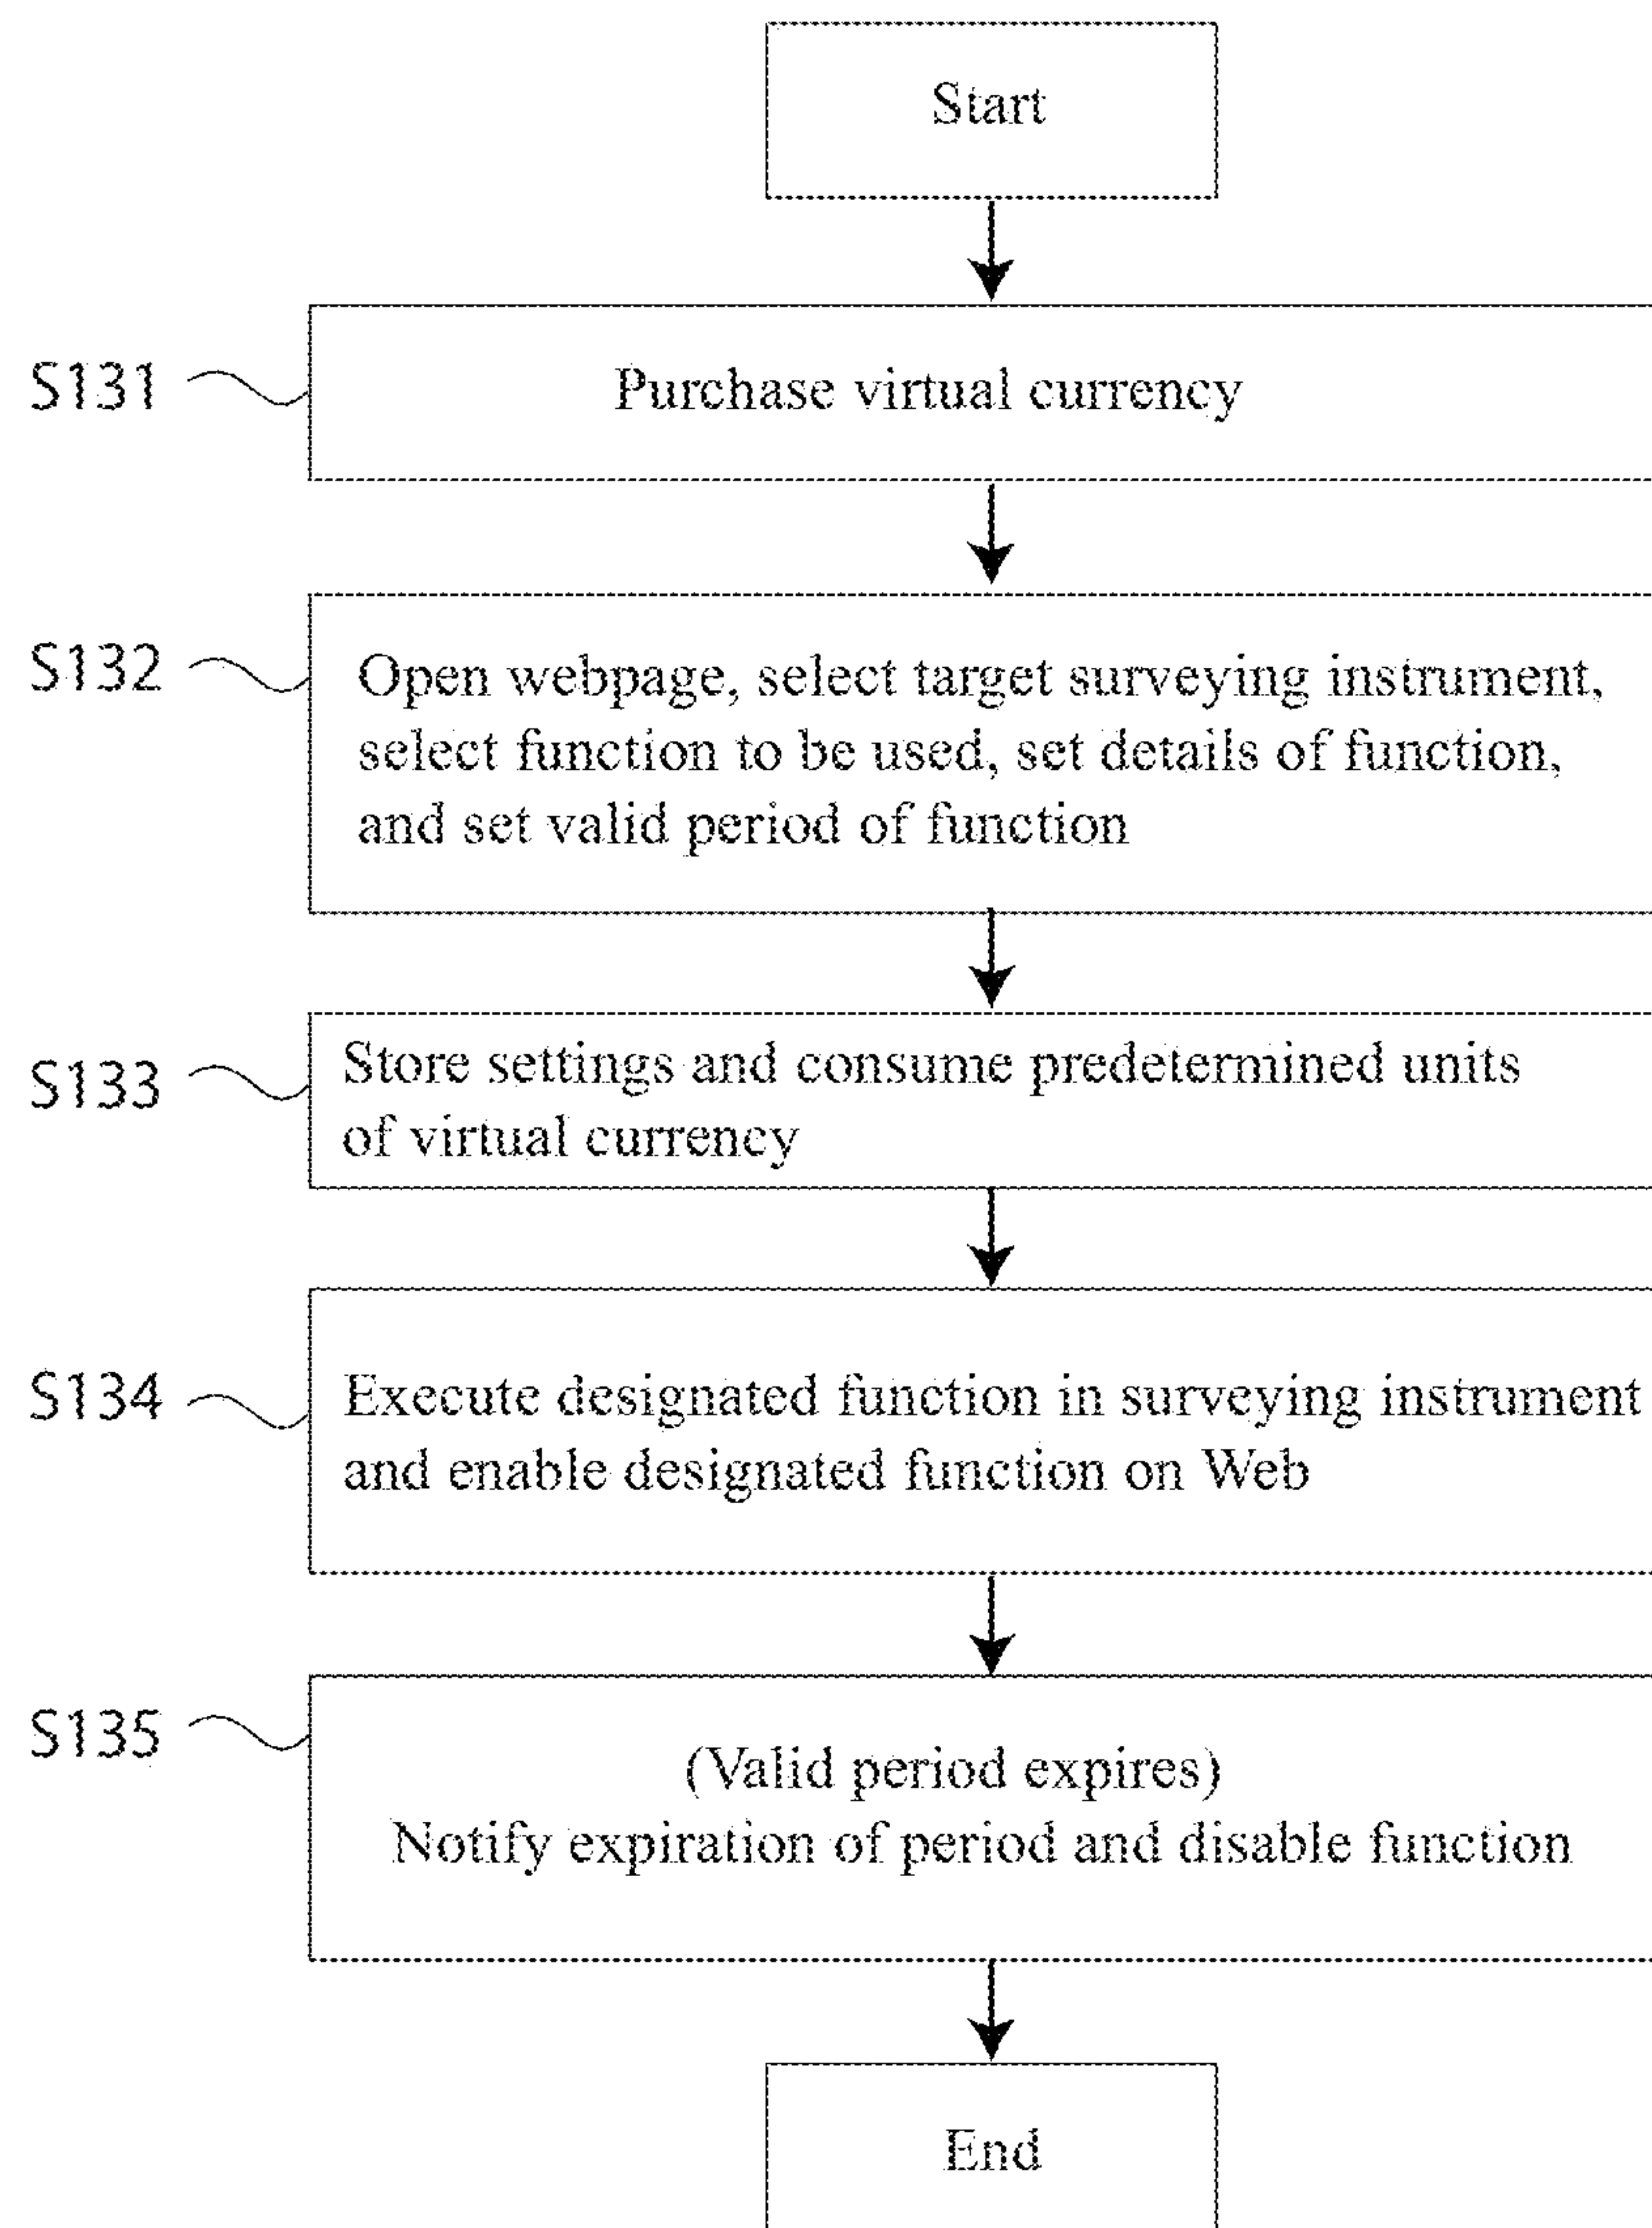 Start
S131
Purchase virtual currency
S132
Open webpage, select target surveying instrument,
select function to be used, set details of function,
and set valid period of function
S133
Store settings and consume predetermined units
of virtual currency
S134
Execute designated function in surveying instrument
and enable designated function on Web
S135
(Valid period expires)
Notify expiration of period and disable function
End